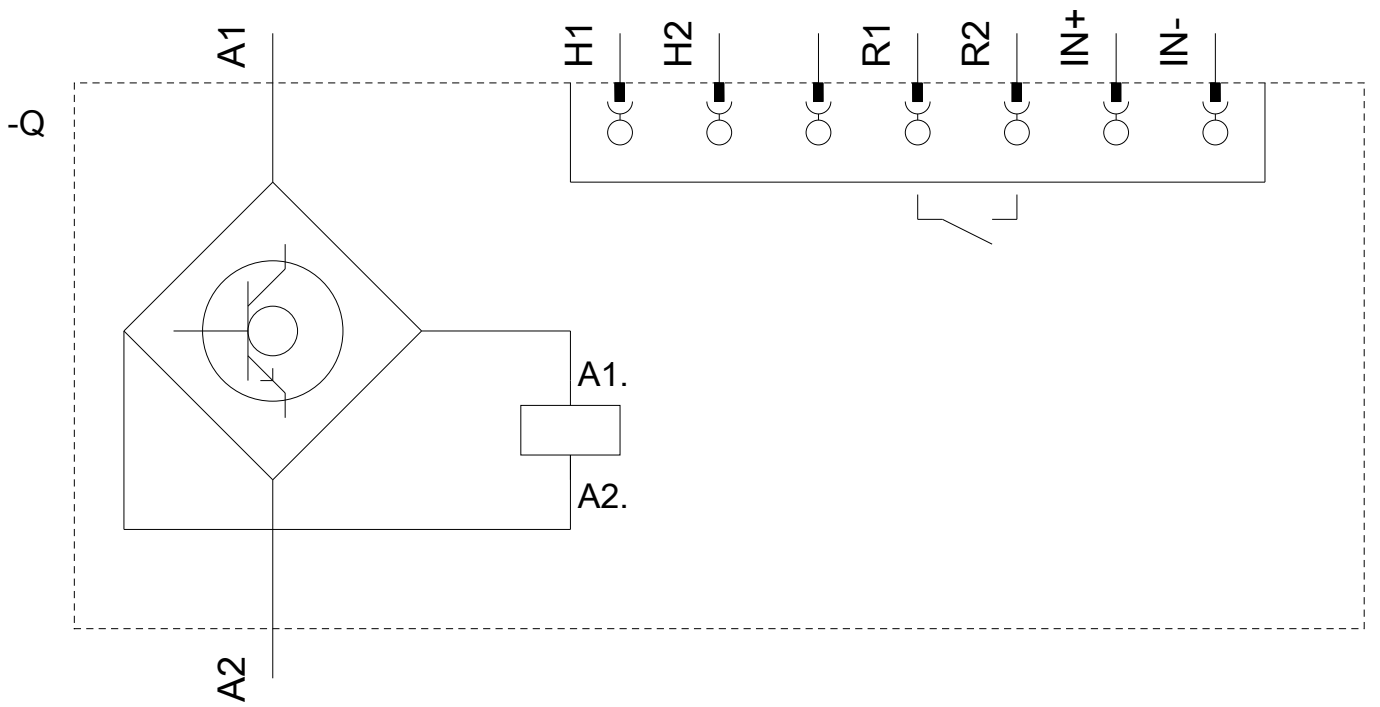 A1
H1
H2
R1
R2
IN+
IN-
-Q
A1.
A2.
A2